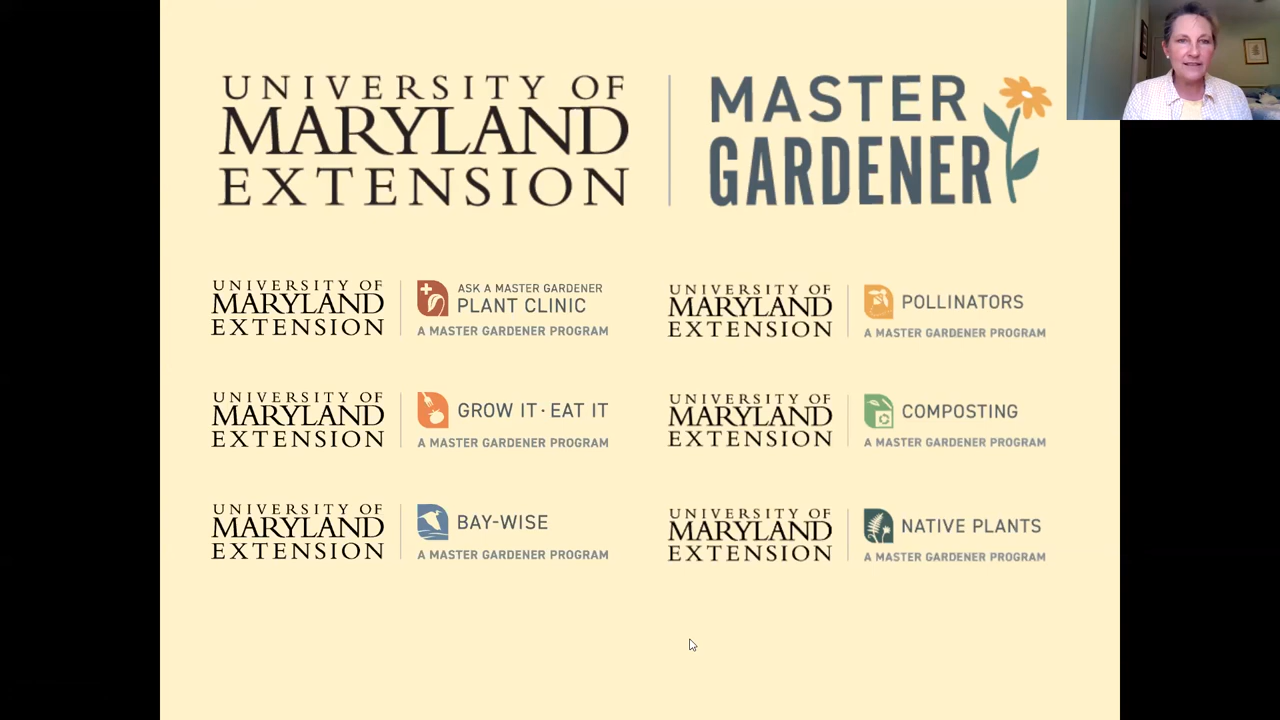 UNIVERSITY OF
MARYLAND
EXTENSION
MASTER
GARDENER
UNIVERSITY OF
MARYLAND
EXTENSION
ASK A MASTER GARDENER
PLANT CLINIC
A MASTER GARDENER PROGRAM
UNIVERSITY OF
MARYLAND
EXTENSION
POLLINATORS
A MASTER GARDENER PROGRAM
UNIVERSITY OF
MARYLAND
EXTENSION
GROW IT · EAT IT
A MASTER GARDENER PROGRAM
UNIVERSITY OF
MARYLAND
EXTENSION
COMPOSTING
A MASTER GARDENER PROGRAM
UNIVERSITY OF
MARYLAND
EXTENSION
BAY-WISE
A MASTER GARDENER PROGRAM
UNIVERSITY OF
MARYLAND
EXTENSION
NATIVE PLANTS
A MASTER GARDENER PROGRAM